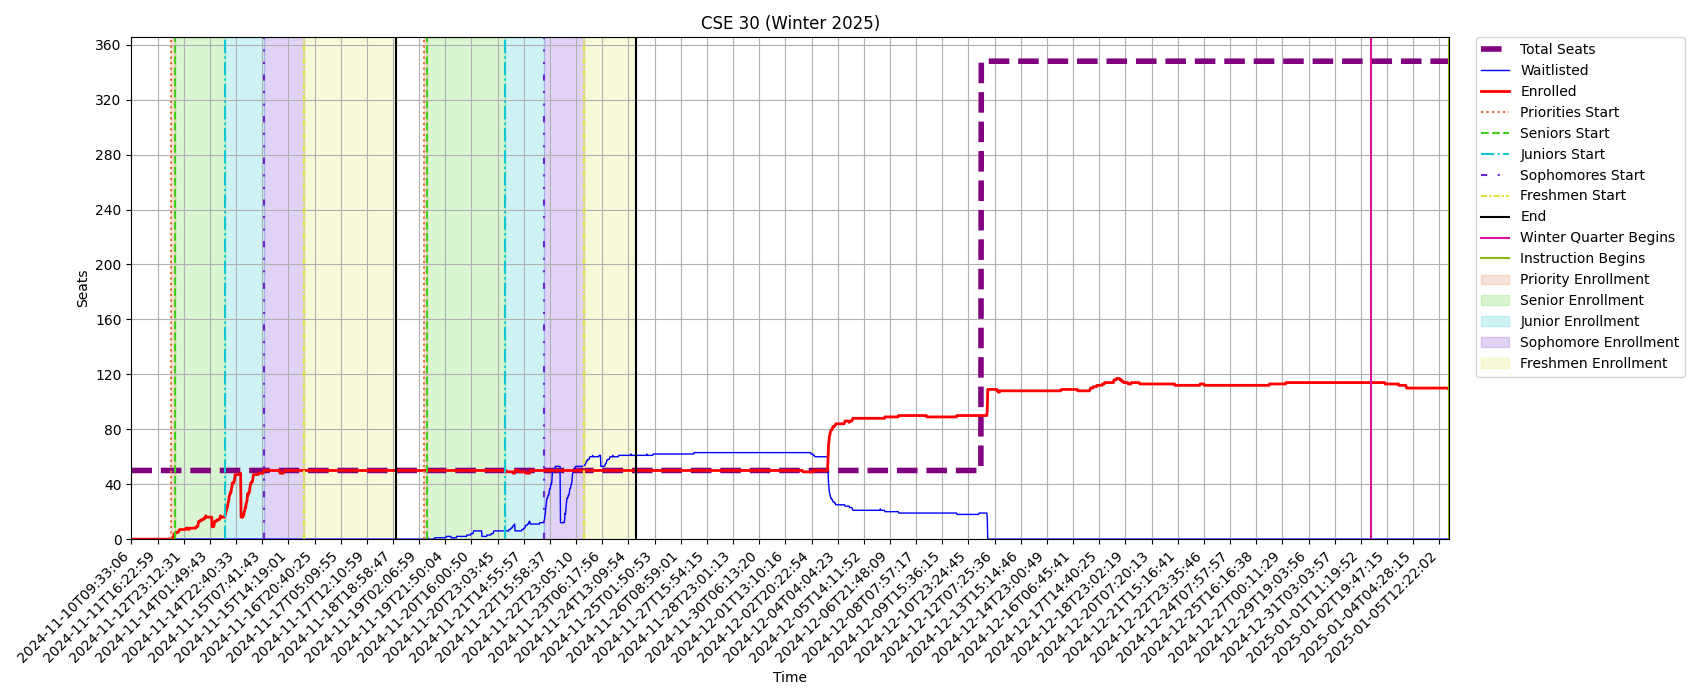 CSE 30 (Winter 2025)
Seats
360
320
280
240
200
160
120
80
40
0
2024-11-10T09:33:06
2024-11-11T16:22:59
2024-11-12T23:12:31
2024-11-14T01:49:43
2024-11-14T22:40:33
2024-11-15T07:41:43
2024-11-15T14:19:01
2024-11-16T20:40:25
2024-11-17T05:09:55
2024-11-17T12:10:59
2024-11-18T18:58:47
2024-11-19T02:06:59
2024-11-19T21:50:04
2024-11-20T16:00:50
2024-11-20T23:03:45
2024-11-21T14:55:57
2024-11-22T15:58:37
2024-11-22T23:05:10
2024-11-23T06:17:56
2024-11-24T13:09:54
2024-11-25T01:50:53
2024-11-26T08:59:01
2024-11-27T15:54:15
2024-11-28T23:01:13
2024-11-30T06:13:20
2024-12-01T13:10:16
2024-12-02T20:22:54
2024-12-04T04:04:23
2024-12-05T14:11:52
2024-12-06T21:48:09
2024-12-08T07:57:17
2024-12-09T15:36:15
2024-12-10T23:24:45
2024-12-12T07:25:36
2024-12-13T15:14:46
2024-12-14T23:00:49
2024-12-16T06:45:41
2024-12-17T14:40:25
2024-12-18T23:02:19
2024-12-20T07:20:13
2024-12-21T15:16:41
2024-12-22T23:35:46
2024-12-24T07:57:57
2024-12-25T16:16:38
2024-12-27T00:11:29
2024-12-29T19:03:56
2024-12-31T03:03:57
2025-01-01T11:19:52
2025-01-02T19:47:15
2025-01-04T04:28:15
2025-01-05T12:22:02
Time
Total Seats
Waitlisted
Enrolled
Priorities Start
Seniors Start
Juniors Start
Sophomores Start
Freshmen Start
End
Winter Quarter Begins
Instruction Begins
Priority Enrollment
Senior Enrollment
Junior Enrollment
Sophomore Enrollment
Freshmen Enrollment